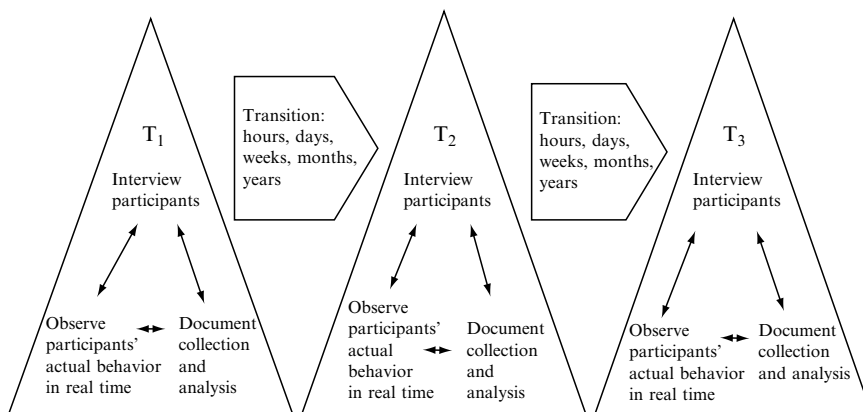 T1
Interview
participants
Observe
participants’
actual behavior
in real time
Document
collection
and
analysis
Transition:
hours, days,
weeks, months,
years
T2
Interview
participants
Observe
participants’
actual
behavior
in real time
Document
collection
and
analysis
Transition:
hours, days,
weeks, months,
years
T3
Interview
participants
Observe
participants’
actual behavior
in real time
Document
collection
and analysis